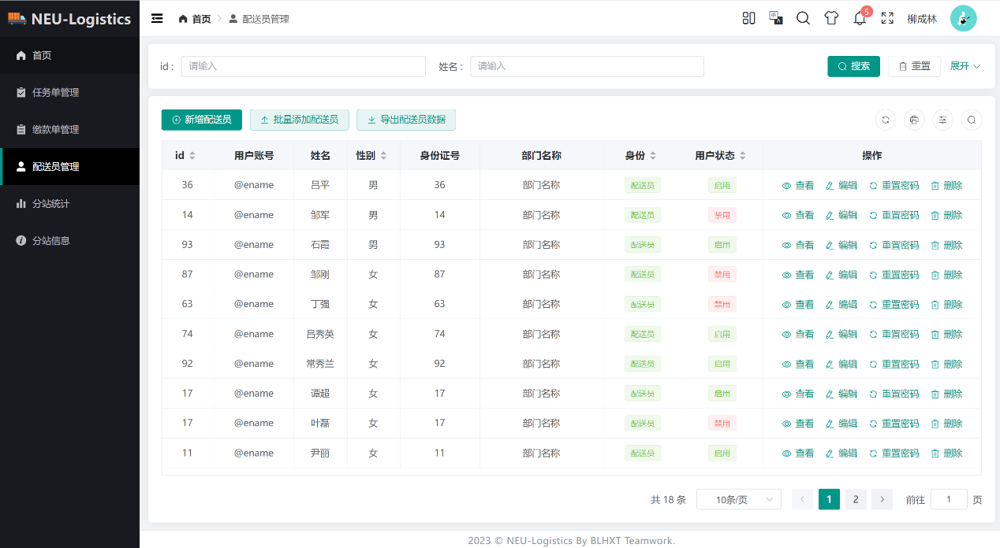 NEU-Logistics
首页
任务单管理
缴款单管理
配送员管理
分站统计
分站信息
首页 配送员管理
5 柳成林
id : 请输入 姓名 : 请输入 搜索 重置 展开
新增配送员 批量添加配送员 导出配送员数据
id 用户账号 姓名 性别 身份证号 部门名称 身份 用户状态 操作
36 @ename 吕平 男 36 部门名称 配送员 启用 查看 编辑 重置密码 删除
14 @ename 邹军 男 14 部门名称 配送员 禁用 查看 编辑 重置密码 删除
93 @ename 石霞 男 93 部门名称 配送员 启用 查看 编辑 重置密码 删除
87 @ename 邹刚 女 87 部门名称 配送员 禁用 查看 编辑 重置密码 删除
63 @ename 丁强 女 63 部门名称 配送员 禁用 查看 编辑 重置密码 删除
74 @ename 吕秀英 女 74 部门名称 配送员 启用 查看 编辑 重置密码 删除
92 @ename 常秀兰 女 92 部门名称 配送员 启用 查看 编辑 重置密码 删除
17 @ename 谭超 女 17 部门名称 配送员 启用 查看 编辑 重置密码 删除
17 @ename 叶磊 女 17 部门名称 配送员 禁用 查看 编辑 重置密码 删除
11 @ename 尹丽 女 11 部门名称 配送员 启用 查看 编辑 重置密码 删除
共 18 条 10条/页 1 2 前往 1 页
2023 © NEU-Logistics By BLHXT Teamwork.